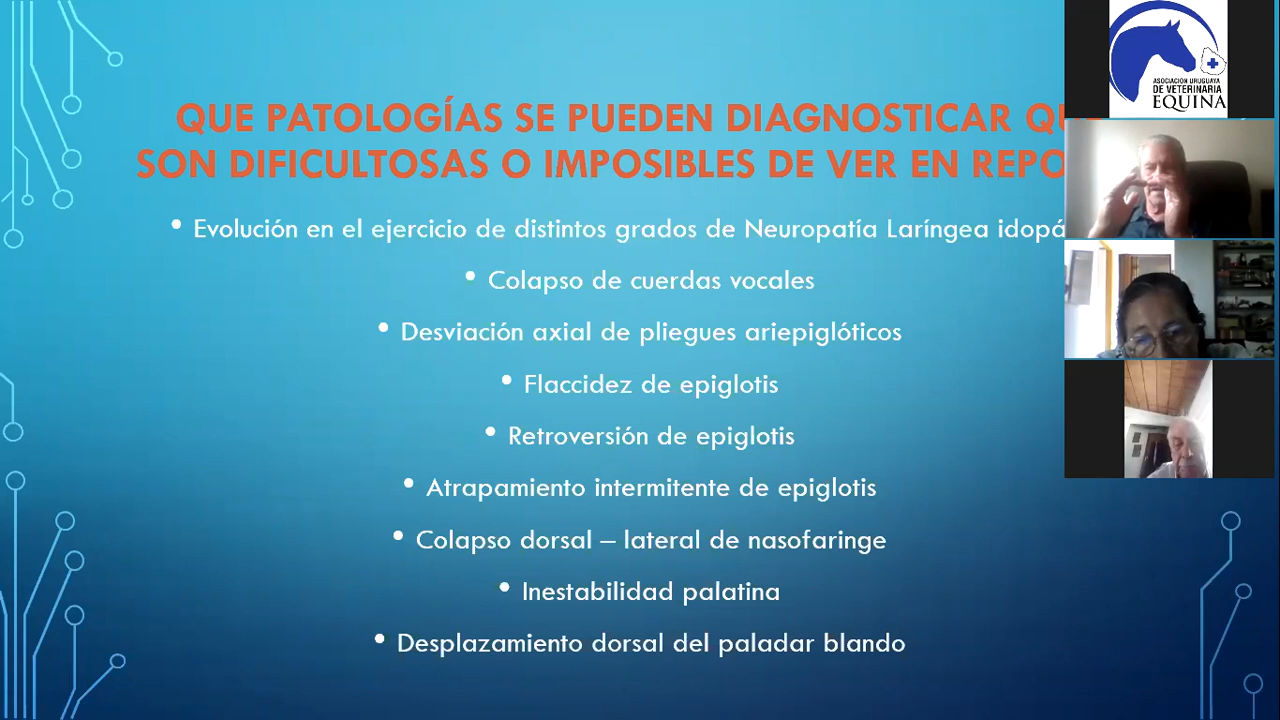 QUE PATOLOGÍAS SE PUEDEN DIAGNOSTICAR
SON DIFICULTOSAS O IMPOSIBLES DE VER EN
• Evolución en el ejercicio de distintos grados de Neuropatía Laríngea
• Colapso de cuerdas vocales
• Desviación axial de pliegues ariepiglóticos
• Flaccidez de epiglotis
• Retroversión de epiglotis
• Atrapamiento intermitente de epiglotis
• Colapso dorsal – lateral de nasofaringe
• Inestabilidad palatina
• Desplazamiento dorsal del paladar blando
ASOCIACION URUGUAYA
DE VETERINARIA
EQUINA